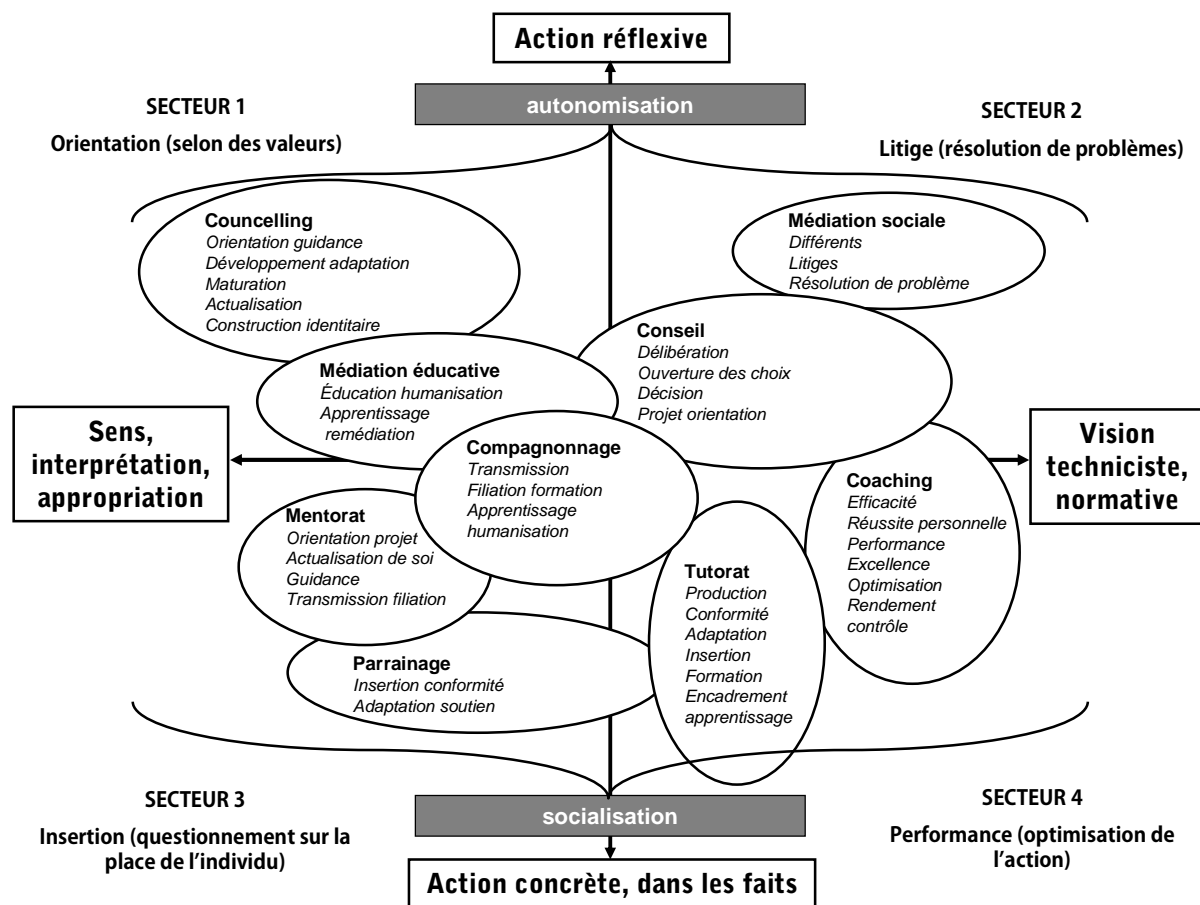 Action réflexive
autonomisation
SECTEUR 1
Orientation (selon des valeurs)
SECTEUR 2
Litige (résolution de problèmes)
Councelling
Orientation guidance
Développement adaptation
Maturation
Actualisation
Construction identitaire
Médiation sociale
Différents
Litiges
Résolution de problème
Conseil
Délibération
Ouverture des choix
Décision
Projet orientation
Médiation éducative
Éducation humanisation
Apprentissage
remédiation
Sens,
interprétation,
appropriation
Compagnonnage
Transmission
Filiation formation
Apprentissage
humanisation
Vision
techniciste,
normative
Coaching
Efficacité
Réussite personnelle
Performance
Excellence
Optimisation
Rendement
contrôle
Mentorat
Orientation projet
Actualisation de soi
Guidance
Transmission filiation
Tutorat
Production
Conformité
Adaptation
Insertion
Formation
Encadrement
apprentissage
Parrainage
Insertion conformité
Adaptation soutien
SECTEUR 3
Insertion (questionnement sur la
place de l'individu)
SECTEUR 4
Performance (optimisation de
l'action)
socialisation
Action concrète, dans les faits